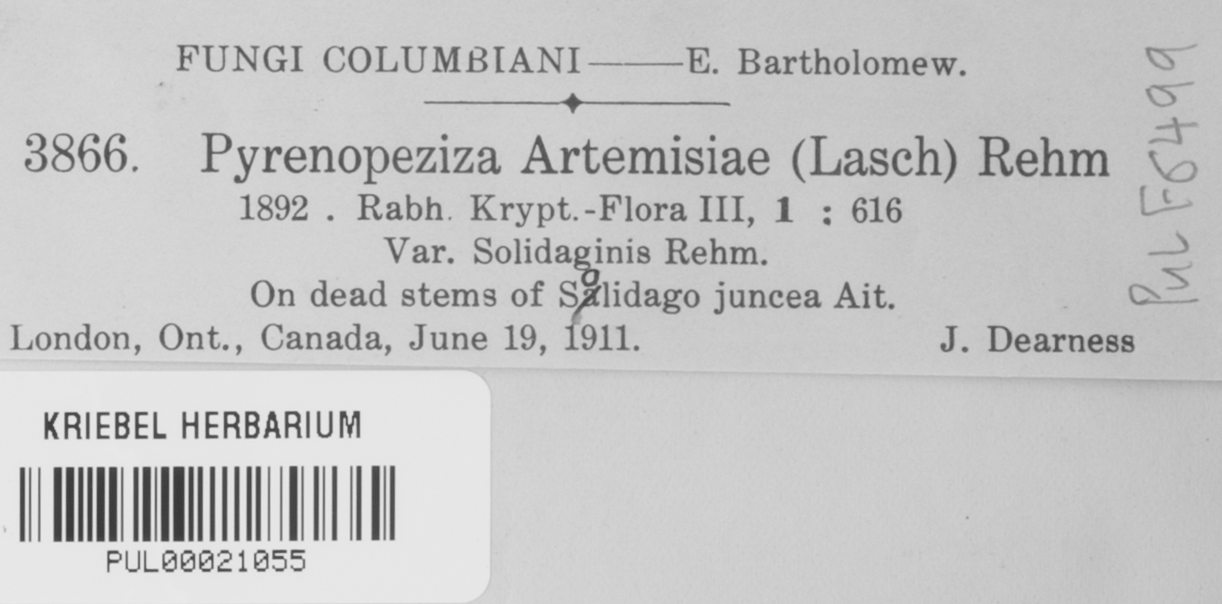 FUNGI COLUMBIANI——E. Bartholomew.
3866. Pyrenopeziza Artemisiae (Lasch) Rehm
1892 . Rabh. Krypt.-Flora III, 1 : 616
Var. Solidaginis Rehm.
On dead stems of Solidago juncea Ait.
London, Ont., Canada, June 19, 1911. J. Dearness
PUL F6499
KRIEBEL HERBARIUM
PUL00021055